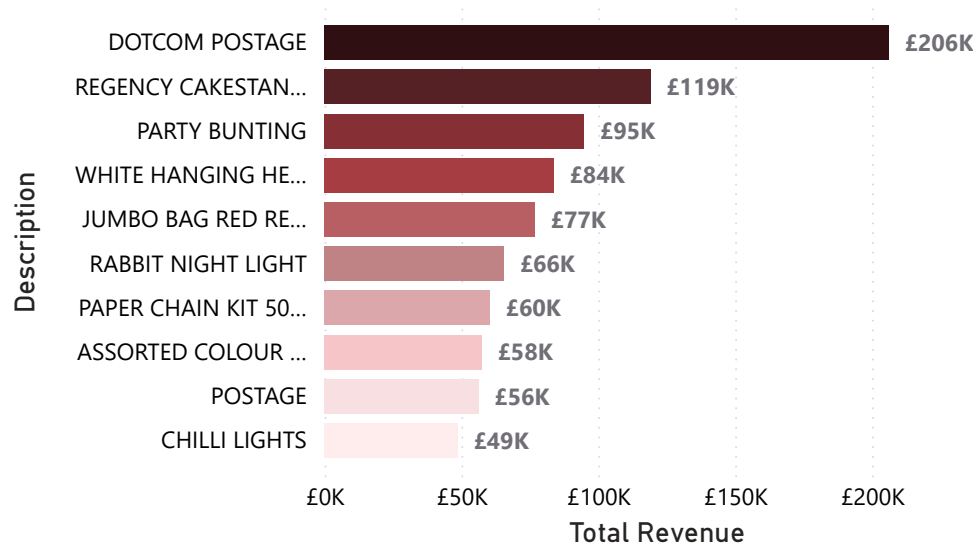 DOTCOM POSTAGE £206K
REGENCY CAKESTAN... £119K
PARTY BUNTING £95K
WHITE HANGING HE... £84K
JUMBO BAG RED RE... £77K
RABBIT NIGHT LIGHT £66K
PAPER CHAIN KIT 50... £60K
ASSORTED COLOUR ... £58K
POSTAGE £56K
CHILLI LIGHTS £49K
Description
£0K £50K £100K £150K £200K
Total Revenue